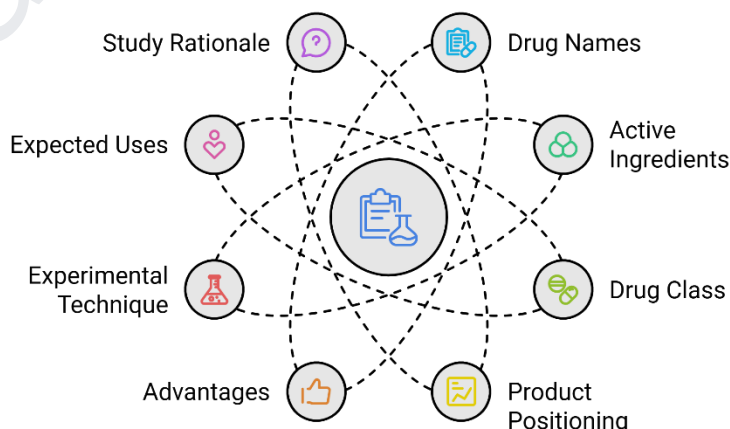 Study Rationale
Drug Names
Expected Uses
Active
Ingredients
Experimental
Technique
Drug Class
Advantages
Product
Positioning